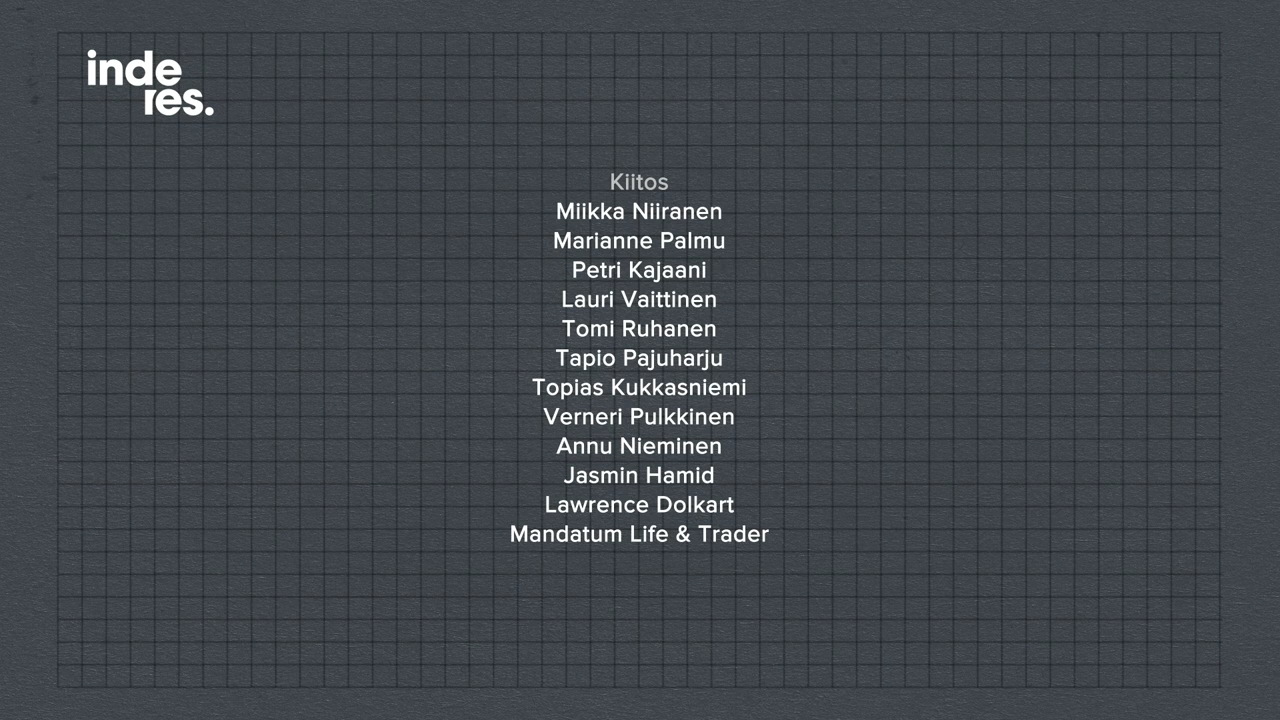 inde
res.
Kiitos
Miikka Niiranen
Marianne Palmu
Petri Kajaani
Lauri Vaittinen
Tomi Ruhanen
Tapio Pajuharju
Topias Kukkasniemi
Verneri Pulkkinen
Annu Nieminen
Jasmin Hamid
Lawrence Dolkart
Mandatum Life & Trader